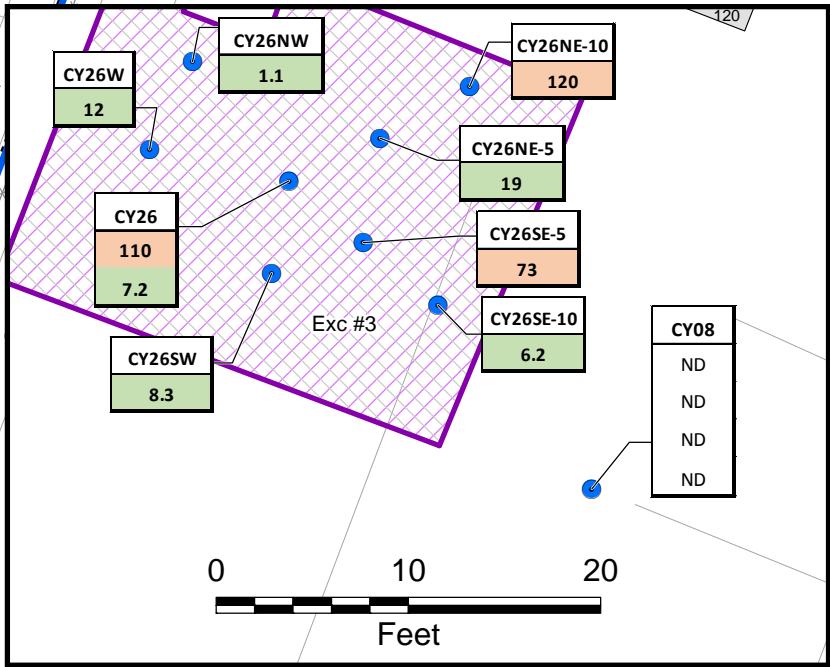 120
CY26NW
1.1
CY26NE-10
120
CY26W
12
CY26NE-5
19
CY26
110
7.2
CY26SE-5
73
CY26SE-10
6.2
Exc #3
CY26SW
8.3
CY08
ND
ND
ND
ND
0 10 20
Feet